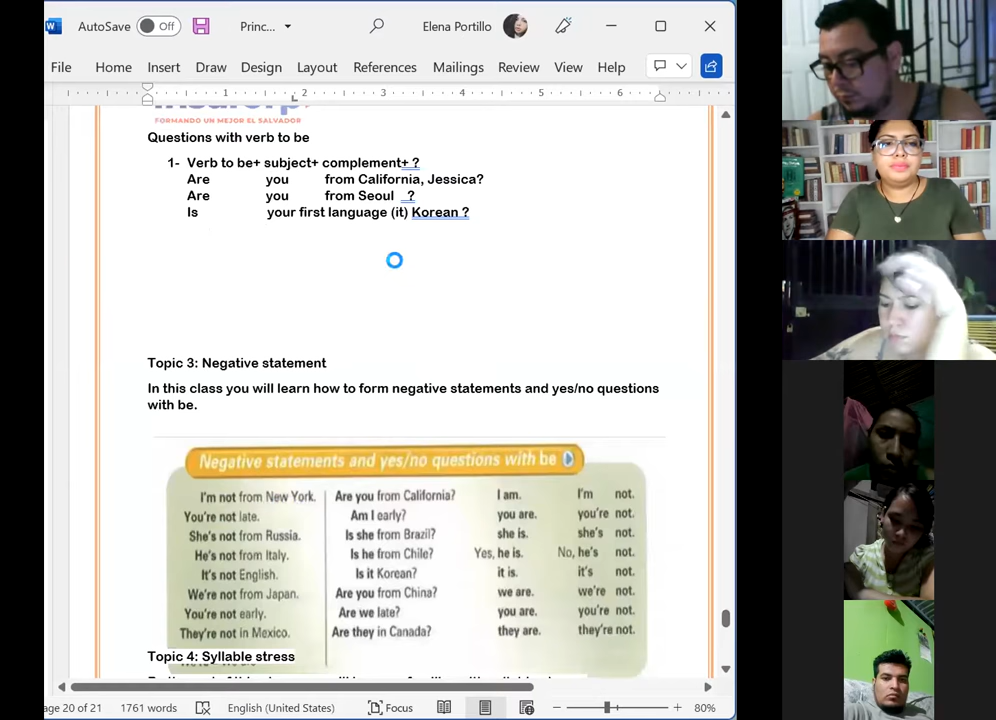 AutoSave Off Princ... Elena Portillo
File Home Insert Draw Design Layout References Mailings Review View Help
1 2 3 4 5 6
FORMANDO UN MEJOR EL SALVADOR
Questions with verb to be
1- Verb to be+ subject+ complement+ ?
Are you from California, Jessica?
Are you from Seoul ?
Is your first language (it) Korean ?
Topic 3: Negative statement
In this class you will learn how to form negative statements and yes/no questions
with be.
Negative statements and yes/no questions with be
I'm not from New York. Are you from California? I am. I'm not.
You're not late. Am I early? you are. you're not.
She's not from Russia. Is she from Brazil? she is. she's not.
He's not from Italy. Is he from Chile? Yes, he is. No, he's not.
It's not English. Is it Korean? it is. it's not.
We're not from Japan. Are you from China? we are. we're not.
You're not early. Are we late? you are. you're not.
They're not in Mexico. Are they in Canada? they are. they're not.
Topic 4: Syllable stress
age 20 of 21 1761 words English (United States) Focus 80%